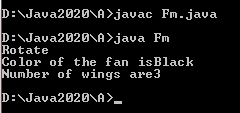 D:\Java2020\A>javac Fm.java
D:\Java2020\A>java Fm
Rotate
Color of the fan isBlack
Number of wings are3
D:\Java2020\A>_